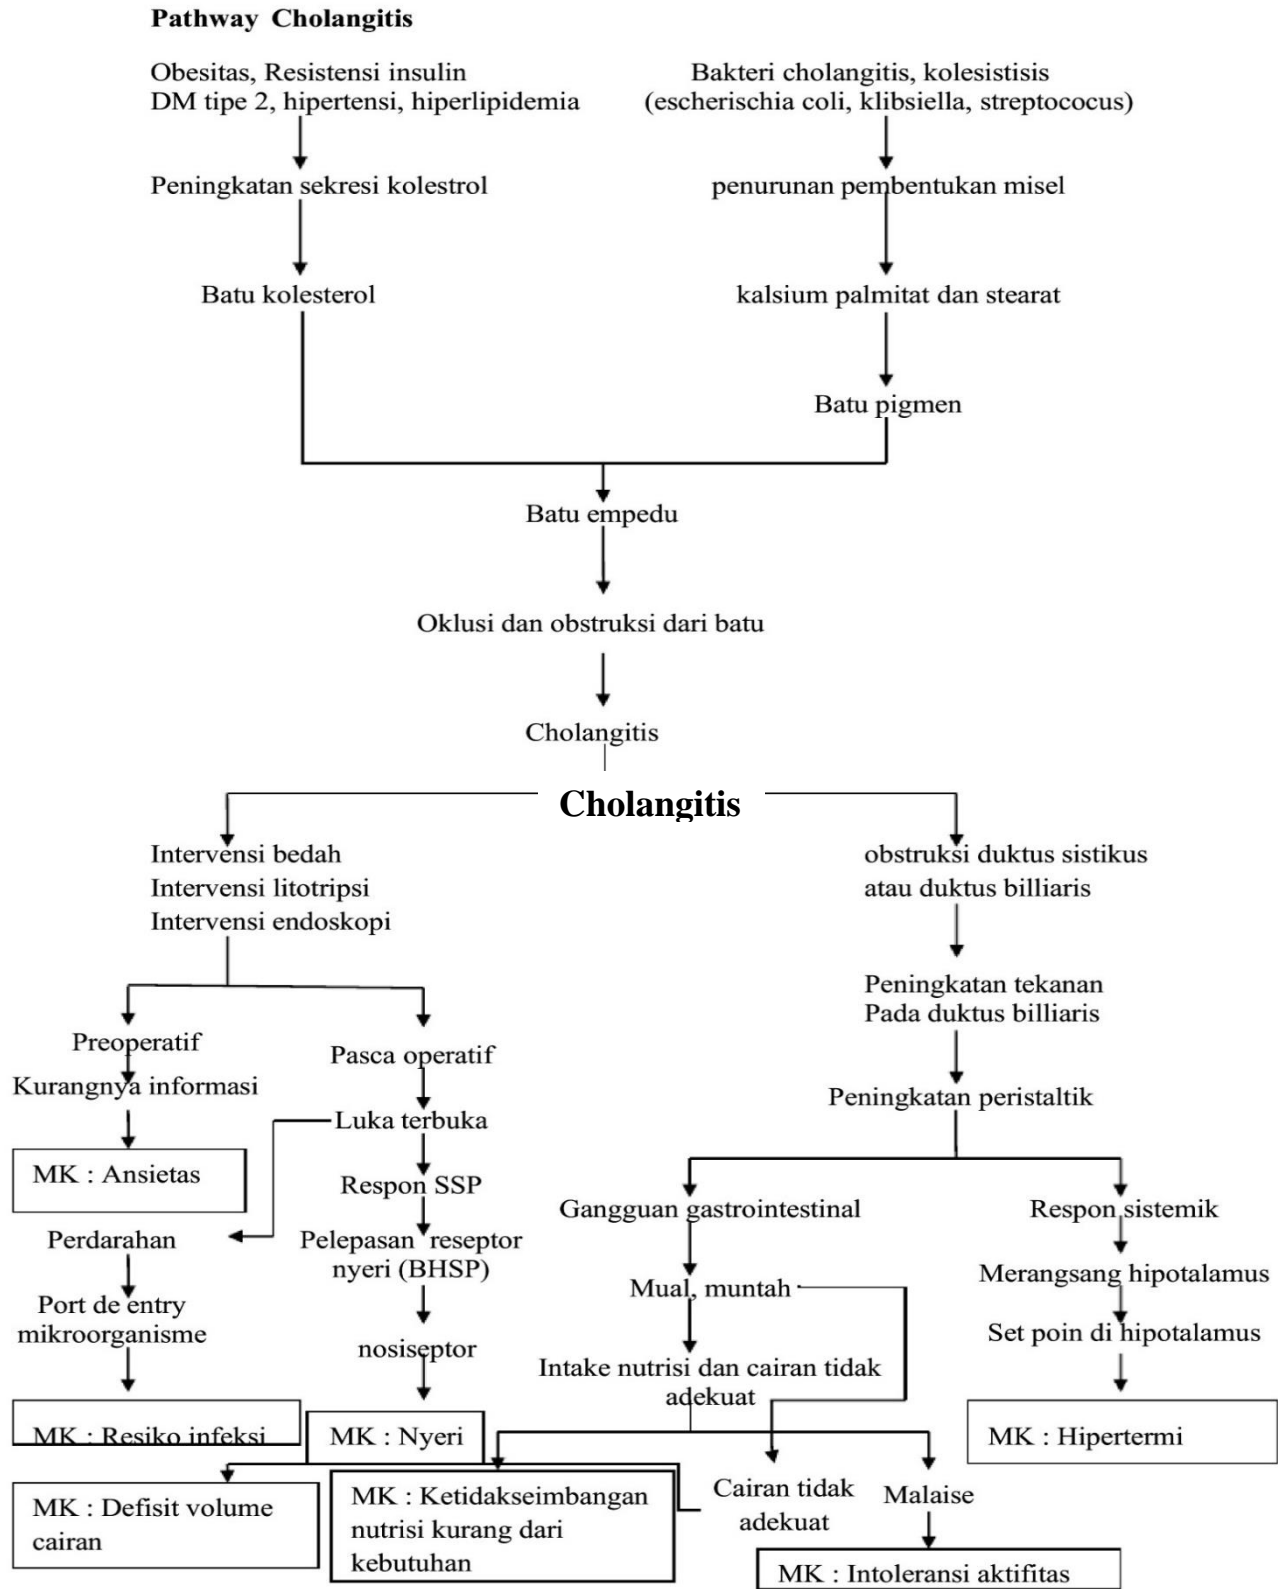 Pathway Cholangitis
Obesitas, Resistensi insulin
DM tipe 2, hipertensi, hiperlipidemia
Bakteri cholangitis, kolesistisis
(escherischia coli, klibsiella, streptococus)
Peningkatan sekresi kolestrol
penurunan pembentukan misel
Batu kolesterol
kalsium palmitat dan stearat
Batu pigmen
Batu empedu
Oklusi dan obstruksi dari batu
Cholangitis
Cholangitis
Intervensi bedah
Intervensi litotripsi
Intervensi endoskopi
obstruksi duktus sistikus
atau duktus billiaris
Peningkatan tekanan
Pada duktus billiaris
Peningkatan peristaltik
Preoperatif
Kurangnya informasi
MK : Ansietas
Pasca operatif
Luka terbuka
Respon SSP
Pelepasan reseptor
nyeri (BHSP)
nosiseptor
MK : Nyeri
Perdarahan
Port de entry
mikroorganisme
MK : Resiko infeksi
Gangguan gastrointestinal
Mual, muntah
Intake nutrisi dan cairan tidak
adekuat
Respon sistemik
Merangsang hipotalamus
Set poin di hipotalamus
MK : Hipertermi
MK : Defisit volume
cairan
MK : Ketidakseimbangan
nutrisi kurang dari
kebutuhan
Cairan tidak
adekuat
Malaise
MK : Intoleransi aktifitas